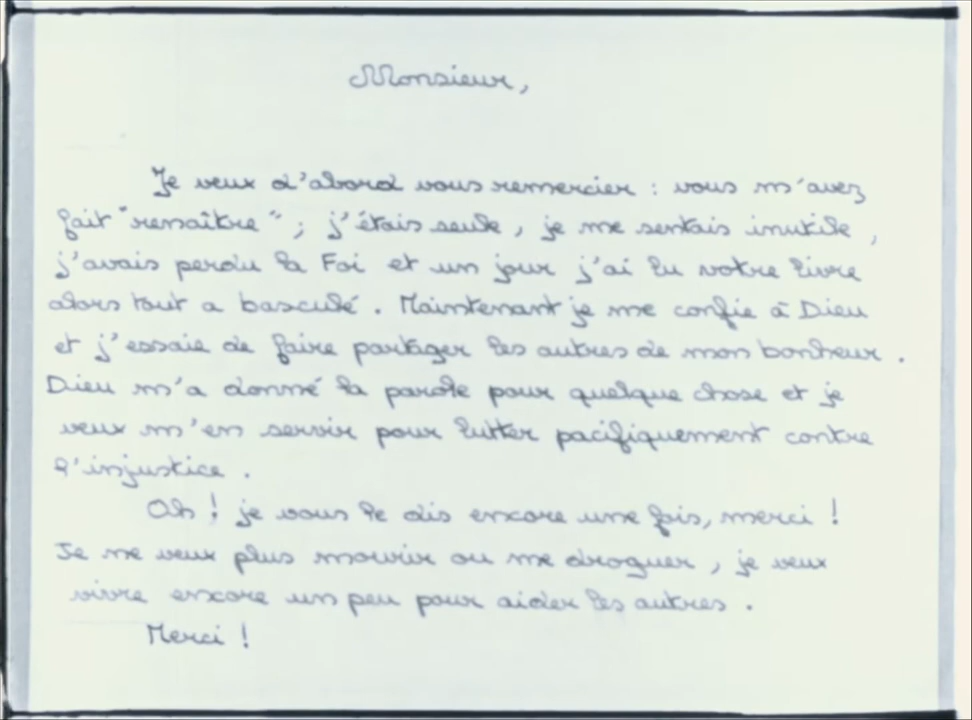 Monsieur,
Je veux d'abord vous remercier : vous m'avez
fait "renaître" ; j'étais seule, je me sentais inutile,
j'avais perdu la Foi et un jour j'ai lu votre livre
alors tout a basculé. Maintenant je me confie à Dieu
et j'essaie de faire partager les autres de mon bonheur.
Dieu m'a donné la parole pour quelque chose et je
veux m'en servir pour lutter pacifiquement contre
l'injustice.
Oh ! je vous le dis encore une fois, merci !
Je ne veux plus mourir ou me droguer, je veux
vivre encore un peu pour aider les autres.
Merci !